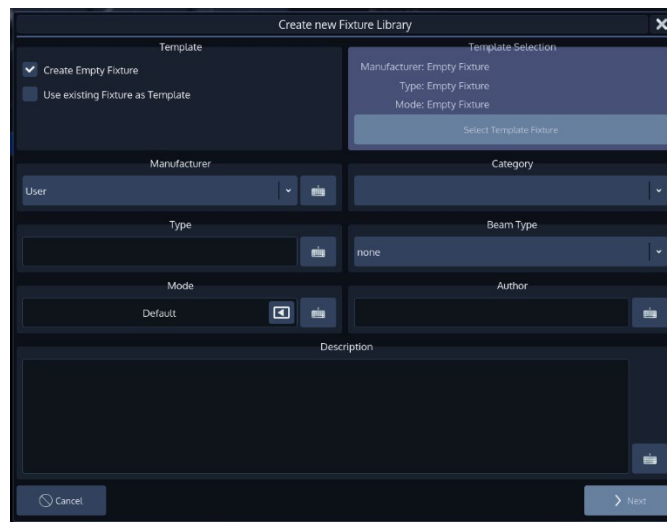 Create new Fixture Library
Template
Create Empty Fixture
Use existing Fixture as Template
Template Selection
Manufacturer: Empty Fixture
Type: Empty Fixture
Mode: Empty Fixture
Select Template Fixture
Manufacturer
User
Category
Type
Beam Type
none
Mode
Default
Author
Description
Cancel
Next